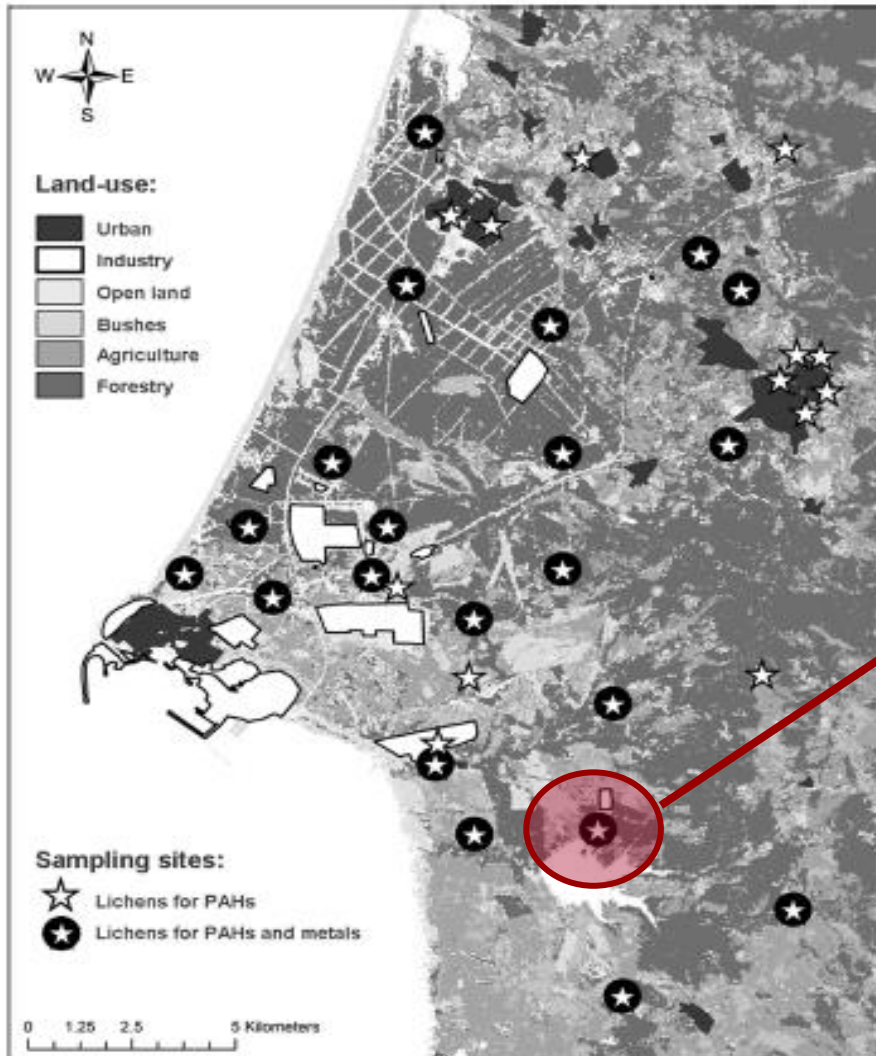 N
W E
S
Land-use:
Urban
Industry
Open land
Bushes
Agriculture
Forestry
Sampling sites:
Lichens for PAHs
Lichens for PAHs and metals
0 1.25 2.5 5 Kilometers